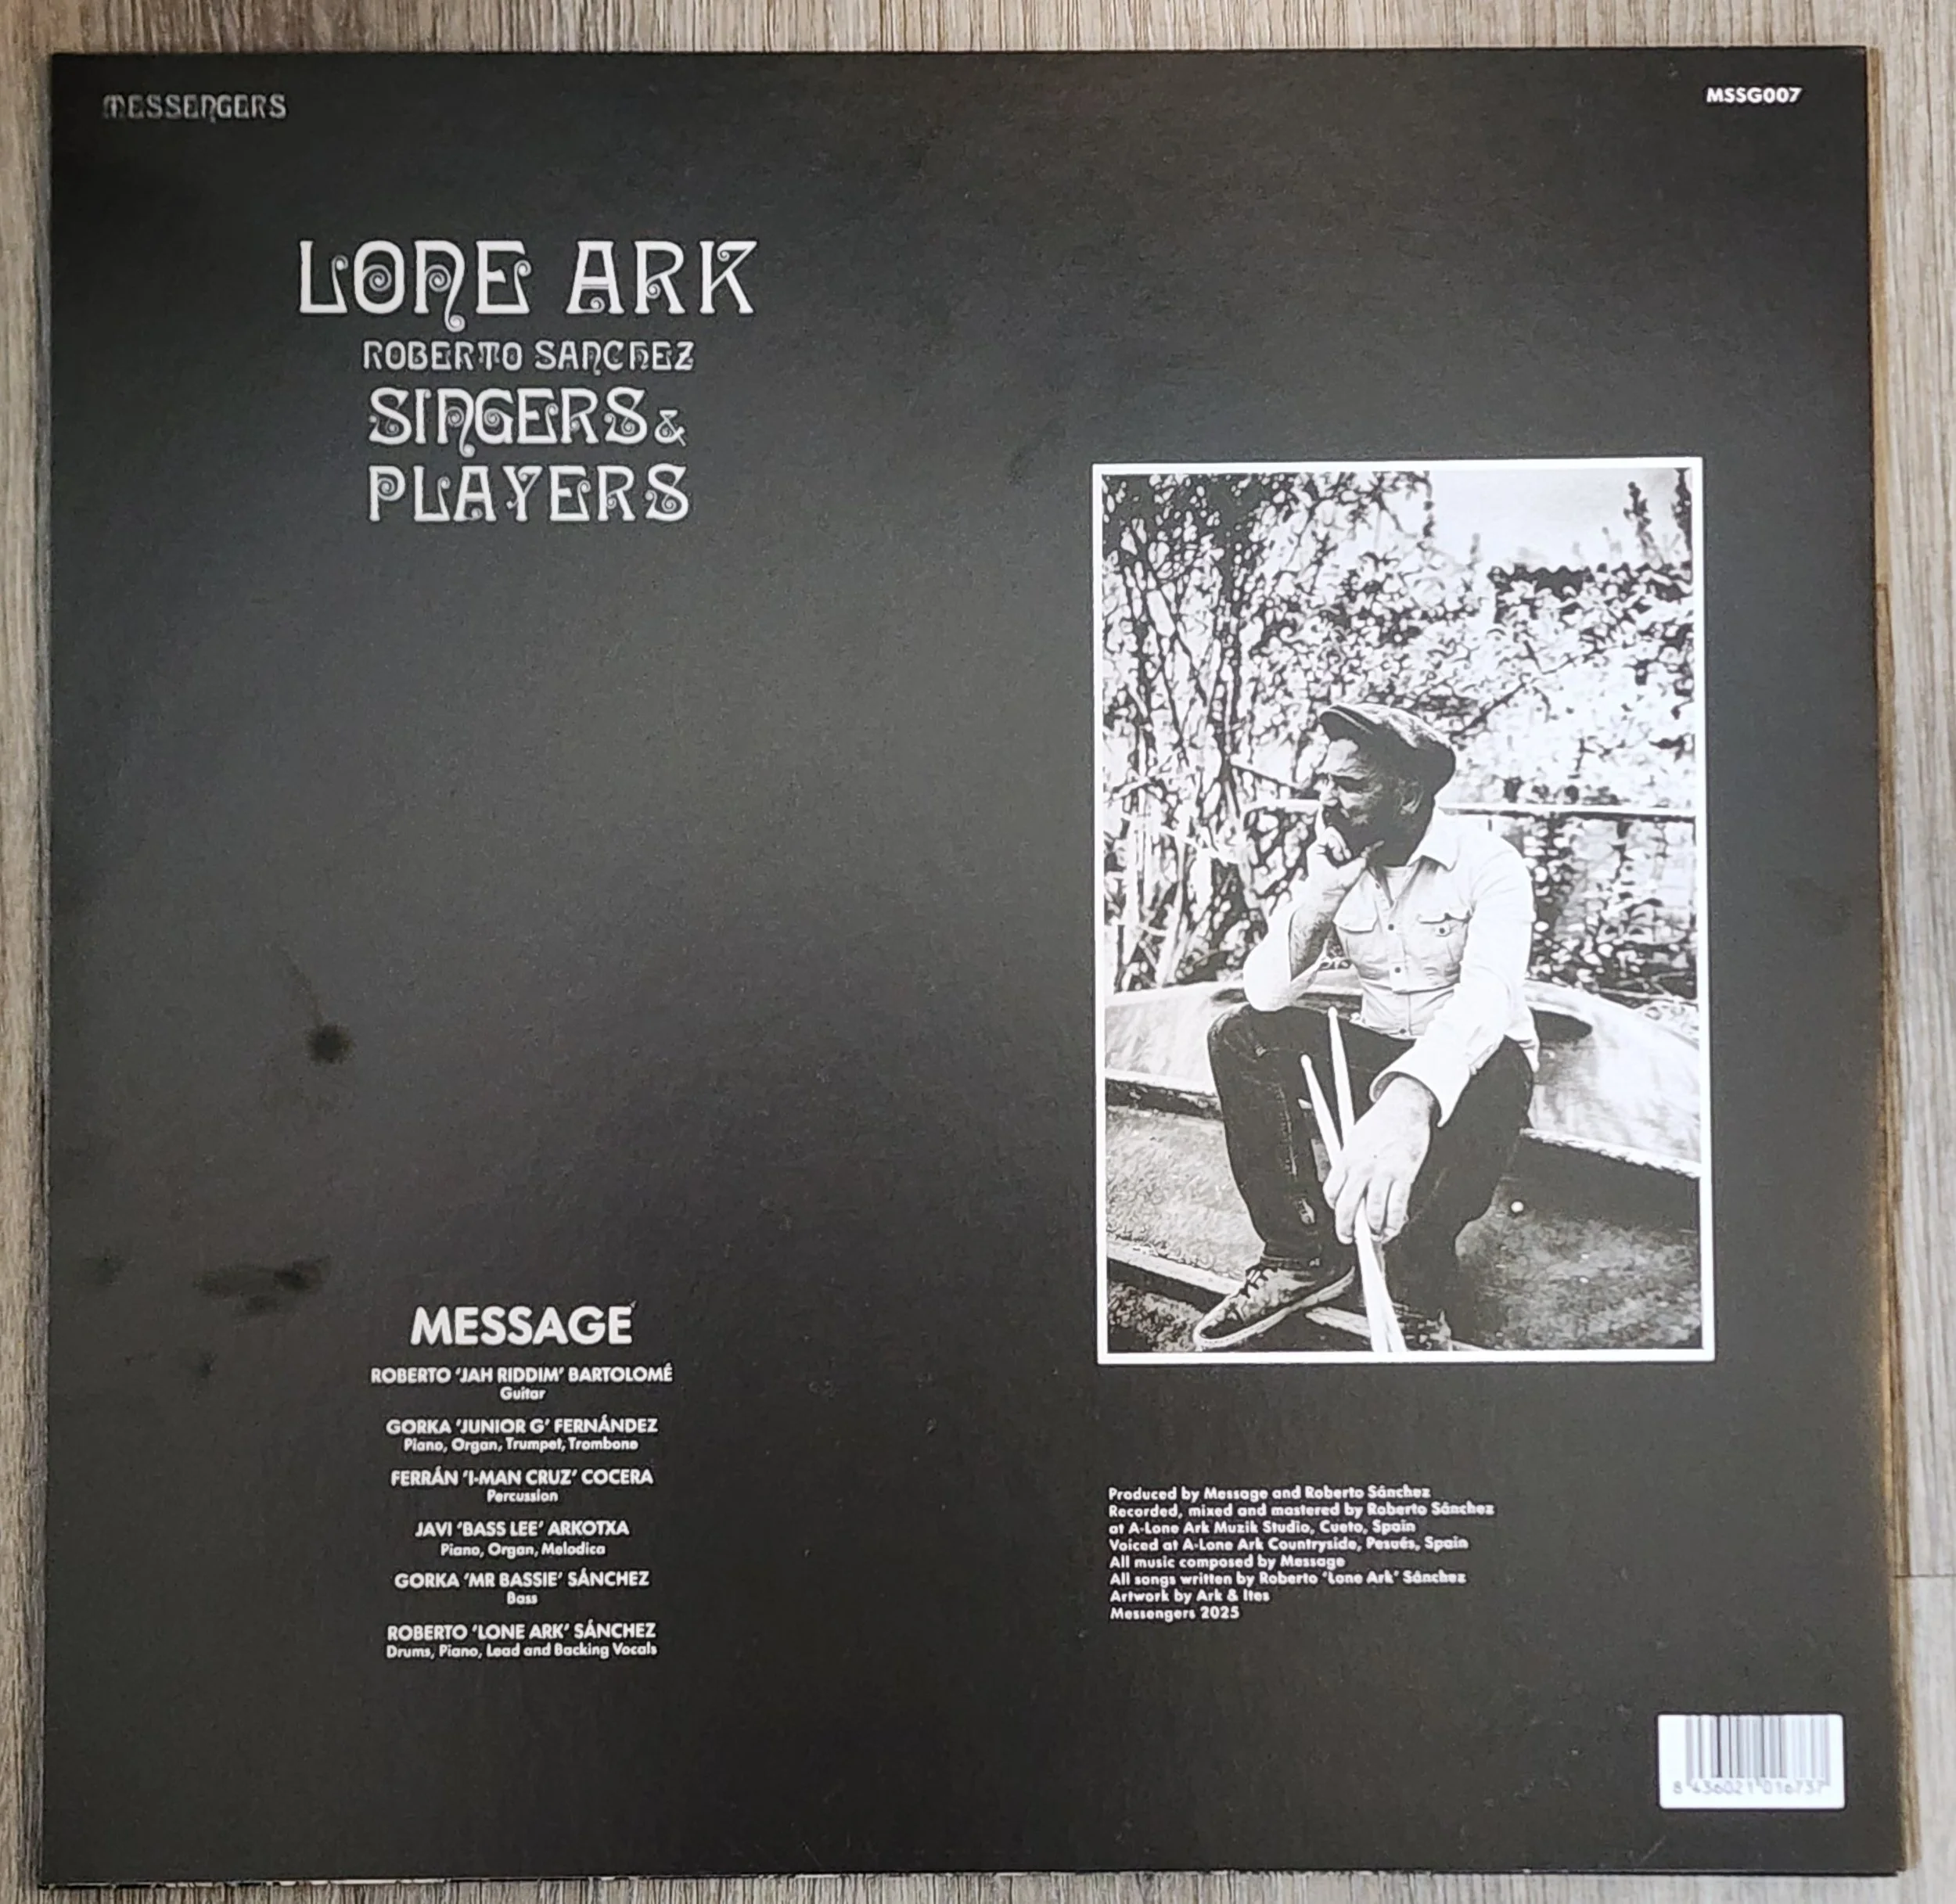 MESSENGERS
MSSG007
LONE ARK
ROBERTO SANCHEZ
SINGERS &
PLAYERS
MESSAGE
ROBERTO 'JAH RIDDIM' BARTOLOMÉ
Guitar
GORKA 'JUNIOR G' FERNÁNDEZ
Piano, Organ, Trumpet, Trombone
FERRÁN 'I-MAN CRUZ' COCERA
Percussion
JAVI 'BASS LEE' ARKOTXA
Piano, Organ, Melodica
GORKA 'MR BASSIE' SÁNCHEZ
Bass
ROBERTO 'LONE ARK' SÁNCHEZ
Drums, Piano, Lead and Backing Vocals
Produced by Message and Roberto Sánchez
Recorded, mixed and mastered by Roberto Sánchez
at A-Lone Ark Muzik Studio, Cueto, Spain
Voiced at A-Lone Ark Countryside, Pesués, Spain
All music composed by Message
All songs written by Roberto 'Lone Ark' Sánchez
Artwork by Ark & Ites
Messengers 2025
8 436021 016737